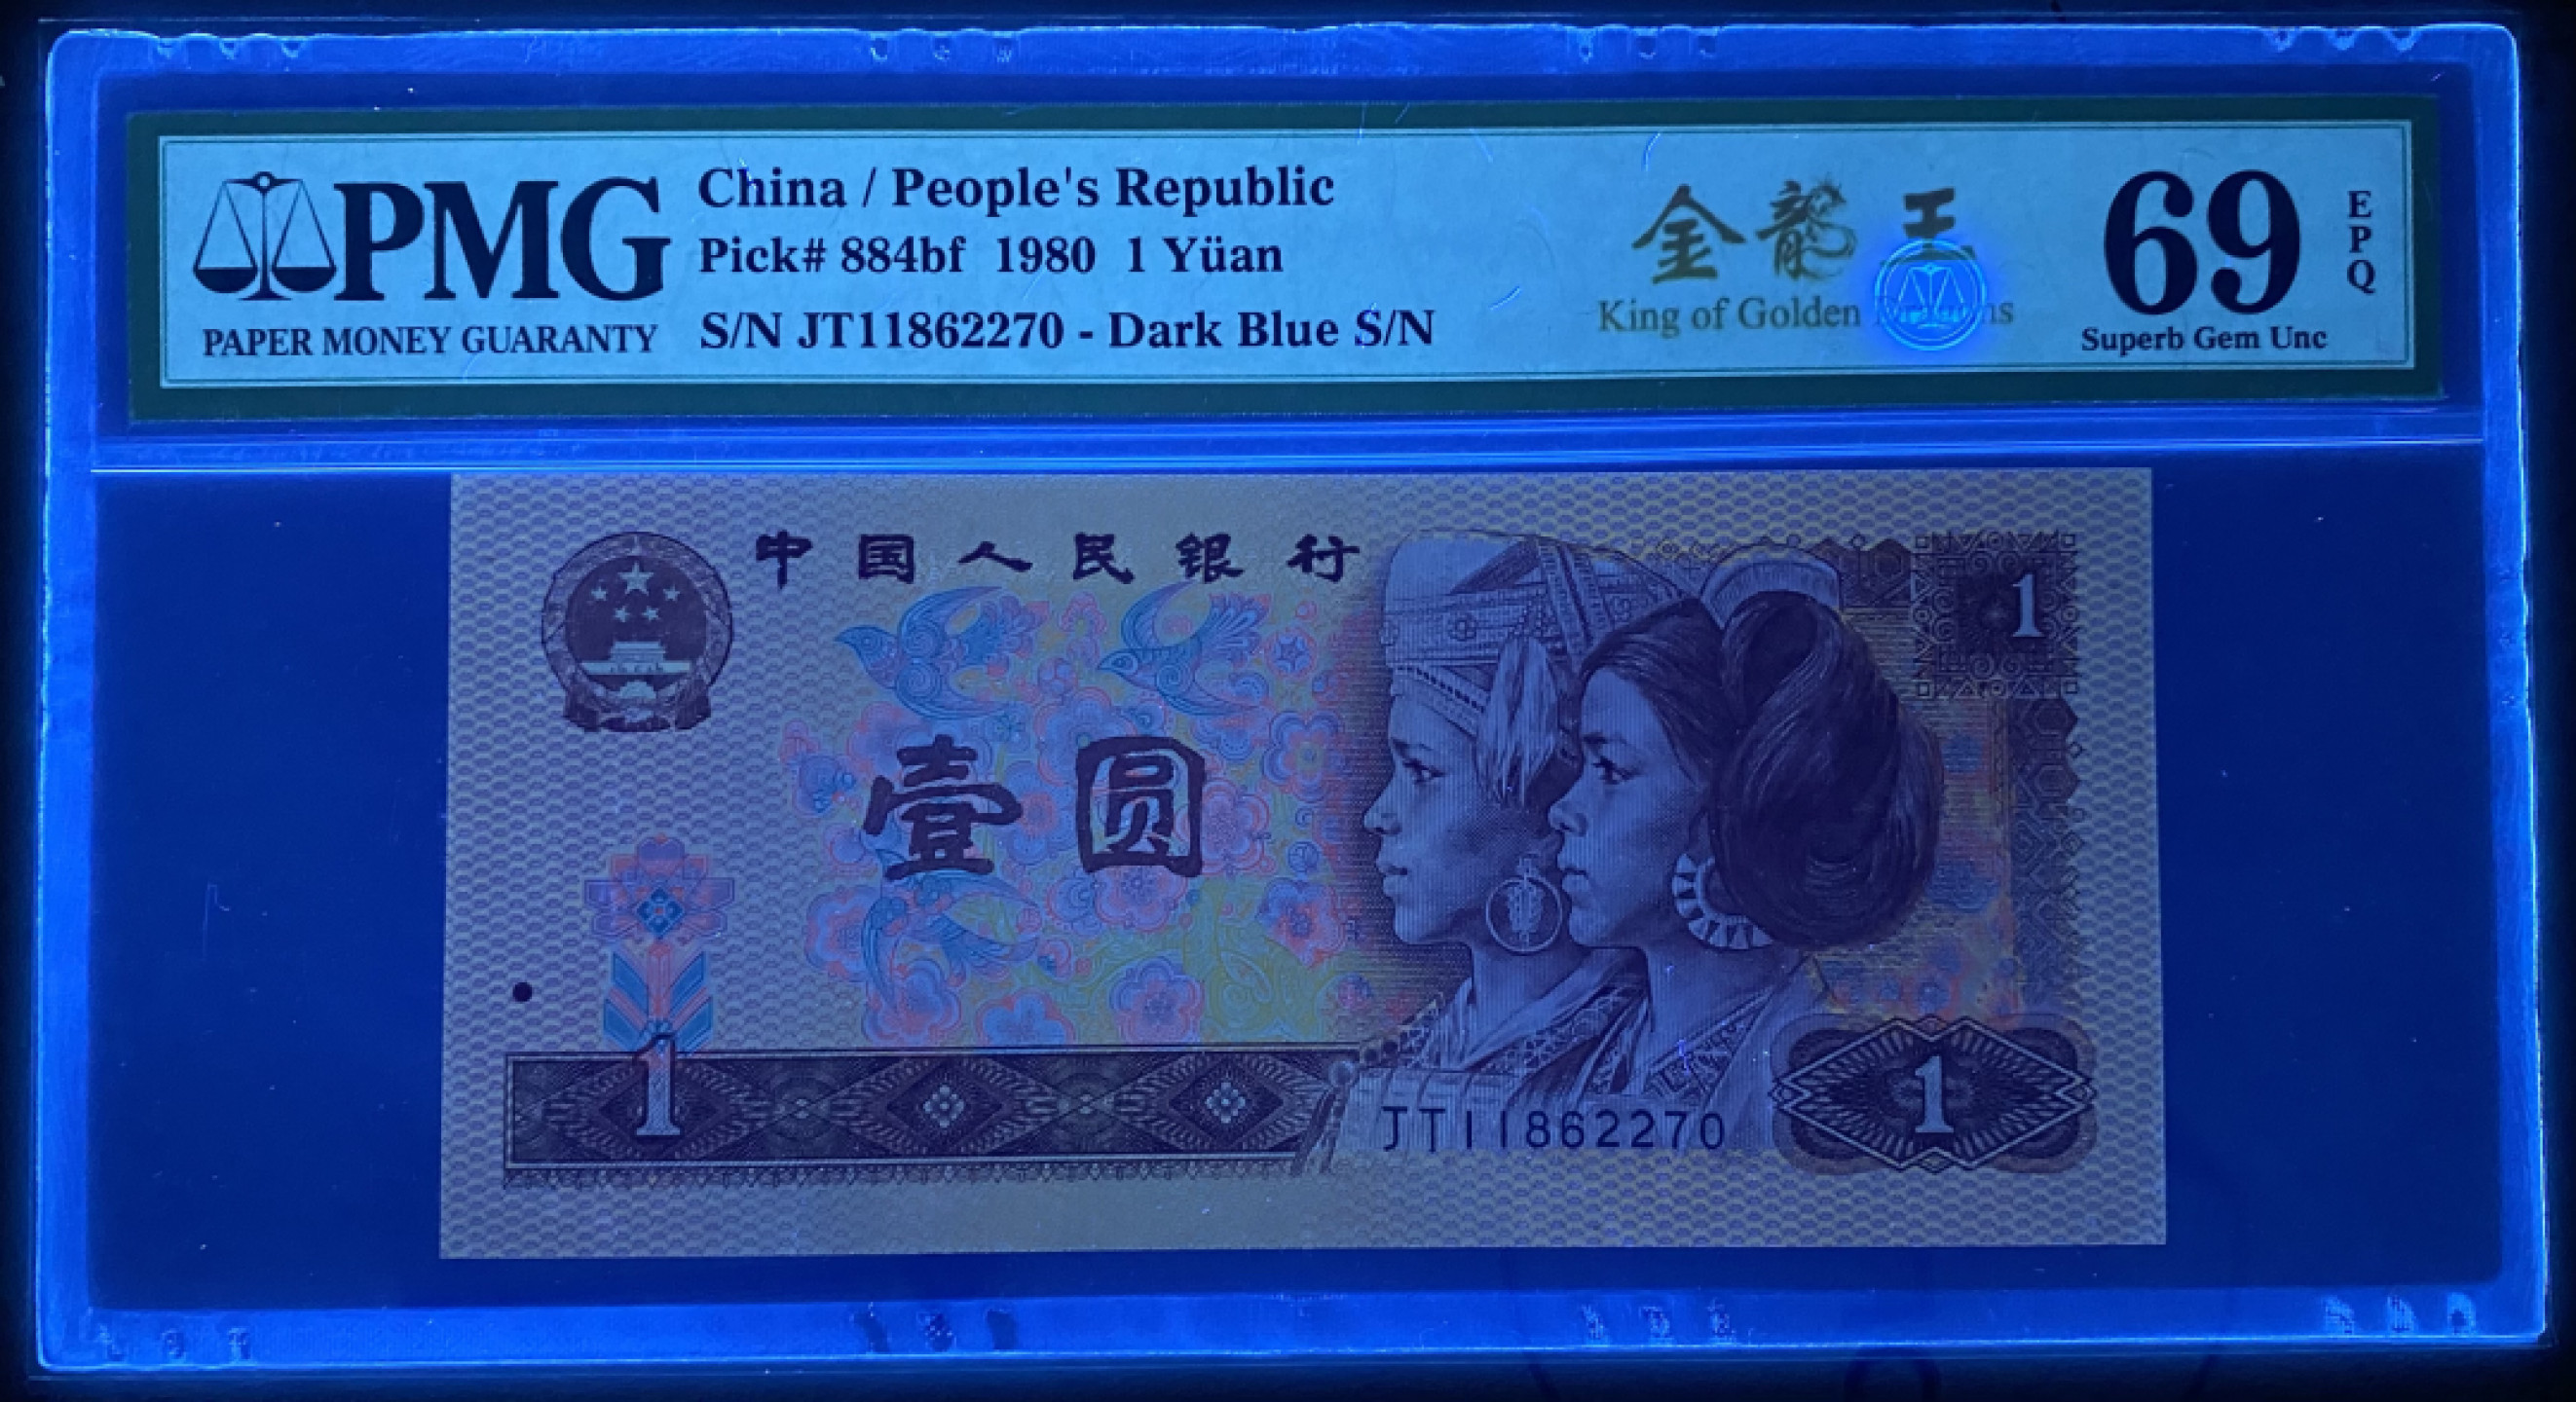 PMG
PAPER MONEY GUARANTY
China / People's Republic
Pick# 884bf 1980 1 Yüan
S/N JT11862270 - Dark Blue S/N
金龍王
King of Golden Dragons
69
EPQ
Superb Gem Unc
中国人民银行
1
壹圆
1
JT11862270
1